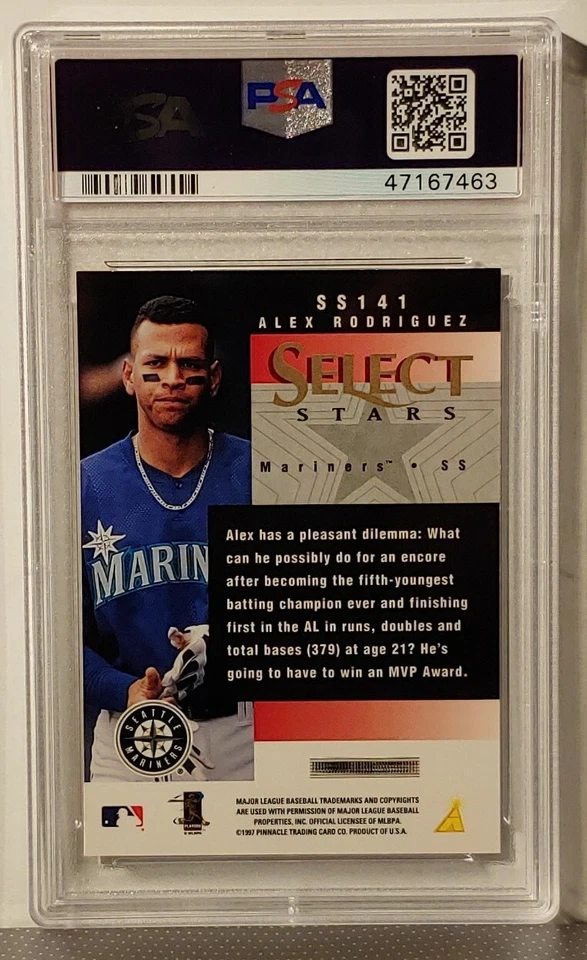 PSA
PSA
47167463
SS141
ALEX RODRIGUEZ
SELECT
STARS
Mariners™ • SS
MARIN
Alex has a pleasant dilemma: What
can he possibly do for an encore
after becoming the fifth-youngest
batting champion ever and finishing
first in the AL in runs, doubles and
total bases (379) at age 21? He's
going to have to win an MVP Award.
SEATTLE
MARINERS
MAJOR LEAGUE BASEBALL TRADEMARKS AND COPYRIGHTS
ARE USED WITH PERMISSION OF MAJOR LEAGUE BASEBALL
PROPERTIES, INC. OFFICIAL LICENSEE OF MLBPA.
©1997 PINNACLE TRADING CARD CO. PRODUCT OF U.S.A.
PLAYERS